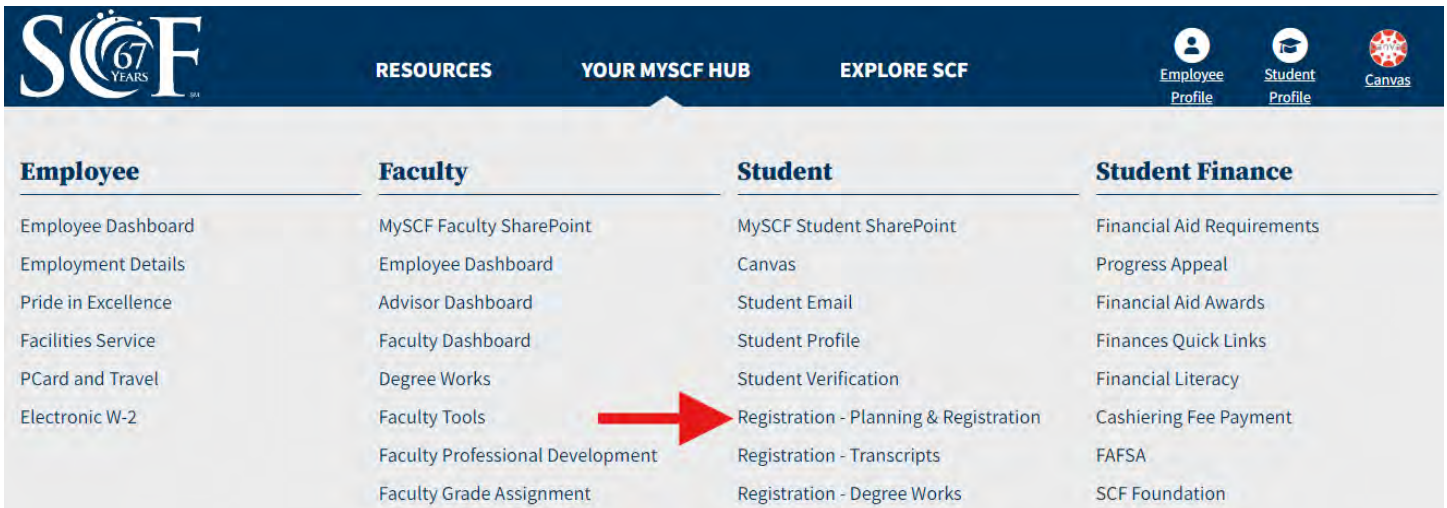 SCF
67
YEARS
RESOURCES
YOUR MYSCF HUB
EXPLORE SCF
Employee
Profile
Student
Profile
Canvas
Employee
Employee Dashboard
Employment Details
Pride in Excellence
Facilities Service
PCard and Travel
Electronic W-2
Faculty
MySCF Faculty SharePoint
Employee Dashboard
Advisor Dashboard
Faculty Dashboard
Degree Works
Faculty Tools
Faculty Professional Development
Faculty Grade Assignment
Student
MySCF Student SharePoint
Canvas
Student Email
Student Profile
Student Verification
Registration - Planning & Registration
Registration - Transcripts
Registration - Degree Works
Student Finance
Financial Aid Requirements
Progress Appeal
Financial Aid Awards
Finances Quick Links
Financial Literacy
Cashiering Fee Payment
FAFSA
SCF Foundation